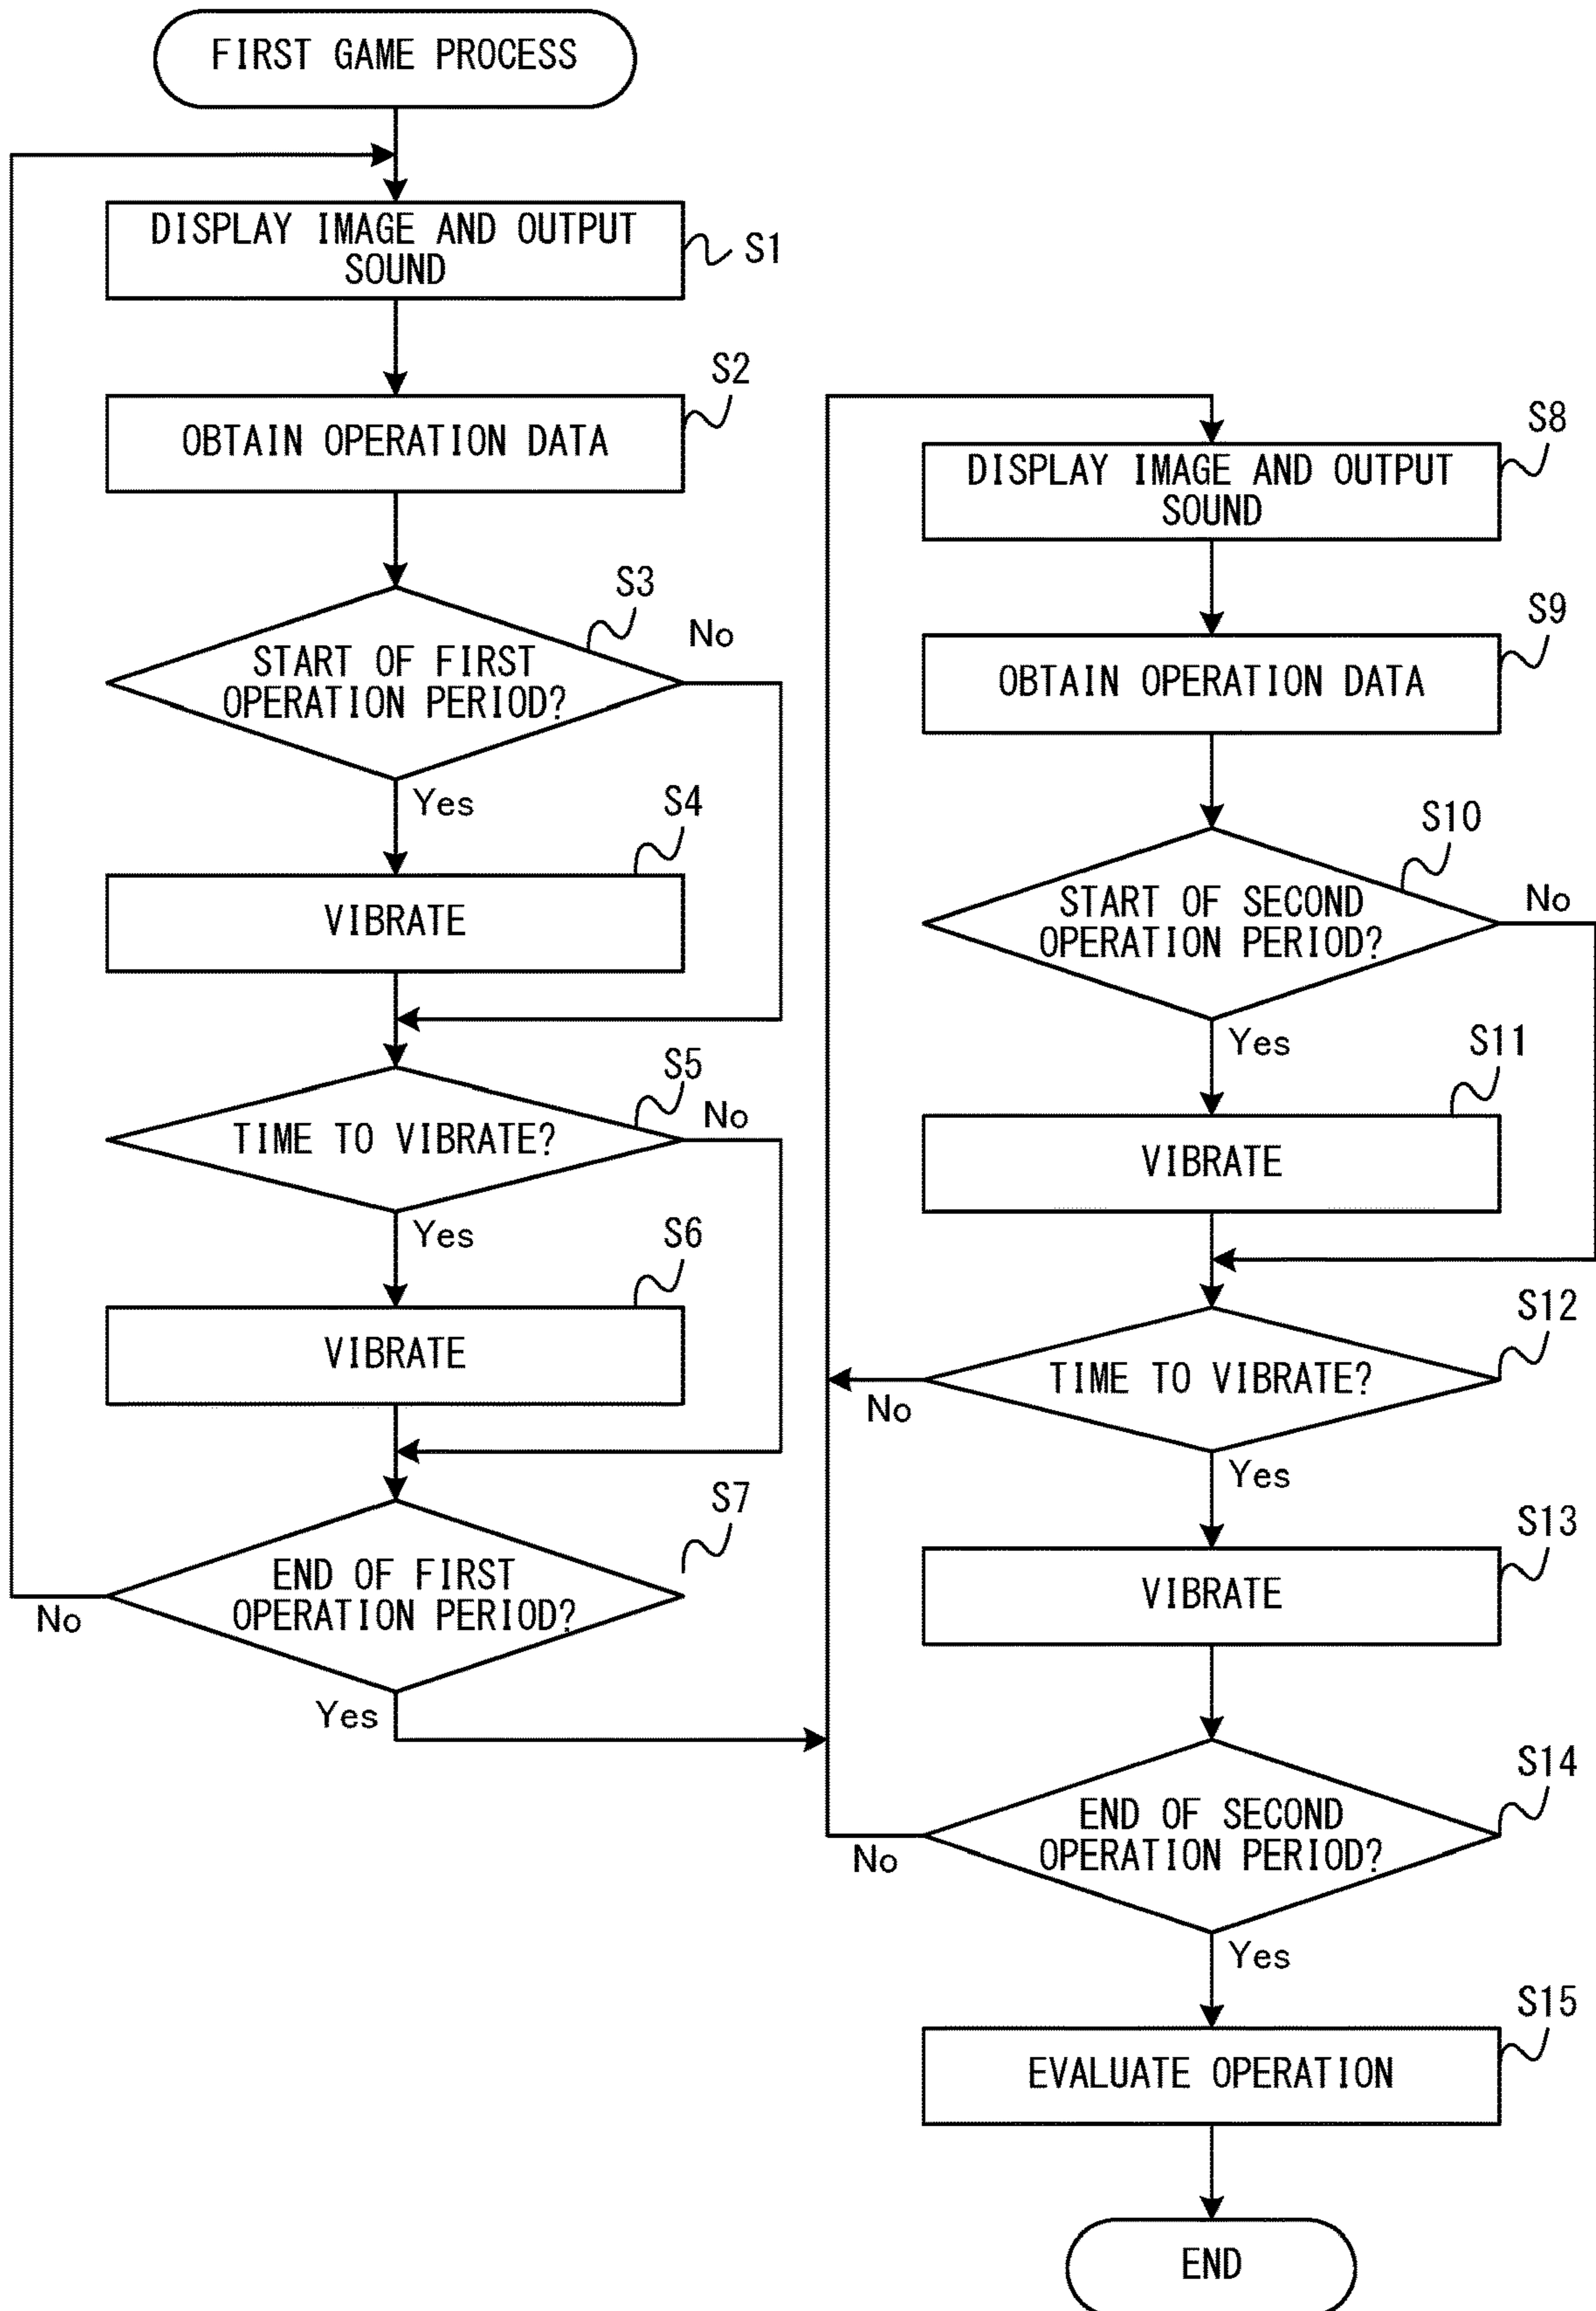 FIRST GAME PROCESS
DISPLAY IMAGE AND OUTPUT
SOUND
S1
S2
OBTAIN OPERATION DATA
S3
No
START OF FIRST
OPERATION PERIOD?
Yes
S4
VIBRATE
S5
No
TIME TO VIBRATE?
Yes
S6
VIBRATE
S7
END OF FIRST
OPERATION PERIOD?
No
Yes
S8
DISPLAY IMAGE AND OUTPUT
SOUND
S9
OBTAIN OPERATION DATA
S10
No
START OF SECOND
OPERATION PERIOD?
Yes
S11
VIBRATE
S12
TIME TO VIBRATE?
No
Yes
S13
VIBRATE
S14
END OF SECOND
OPERATION PERIOD?
No
Yes
S15
EVALUATE OPERATION
END